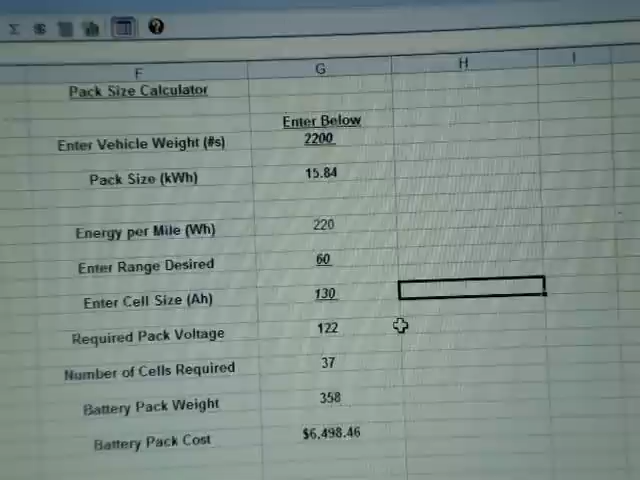 F G H I
Pack Size Calculator
Enter Below
Enter Vehicle Weight (#s) 2200
Pack Size (kWh) 15.84
Energy per Mile (Wh) 220
Enter Range Desired 60
Enter Cell Size (Ah) 130
Required Pack Voltage 122
Number of Cells Required 37
Battery Pack Weight 358
Battery Pack Cost $6,498.46